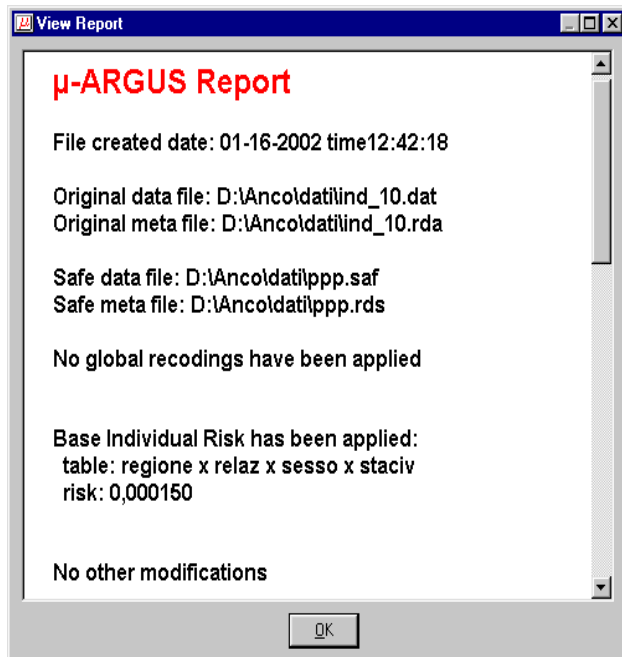 µ View Report
µ-ARGUS Report
File created date: 01-16-2002 time12:42:18
Original data file: D:\Anco\dati\ind_10.dat
Original meta file: D:\Anco\dati\ind_10.rda
Safe data file: D:\Anco\dati\ppp.saf
Safe meta file: D:\Anco\dati\ppp.rds
No global recodings have been applied
Base Individual Risk has been applied:
table: regione x relaz x sesso x staciv
risk: 0,000150
No other modifications
OK